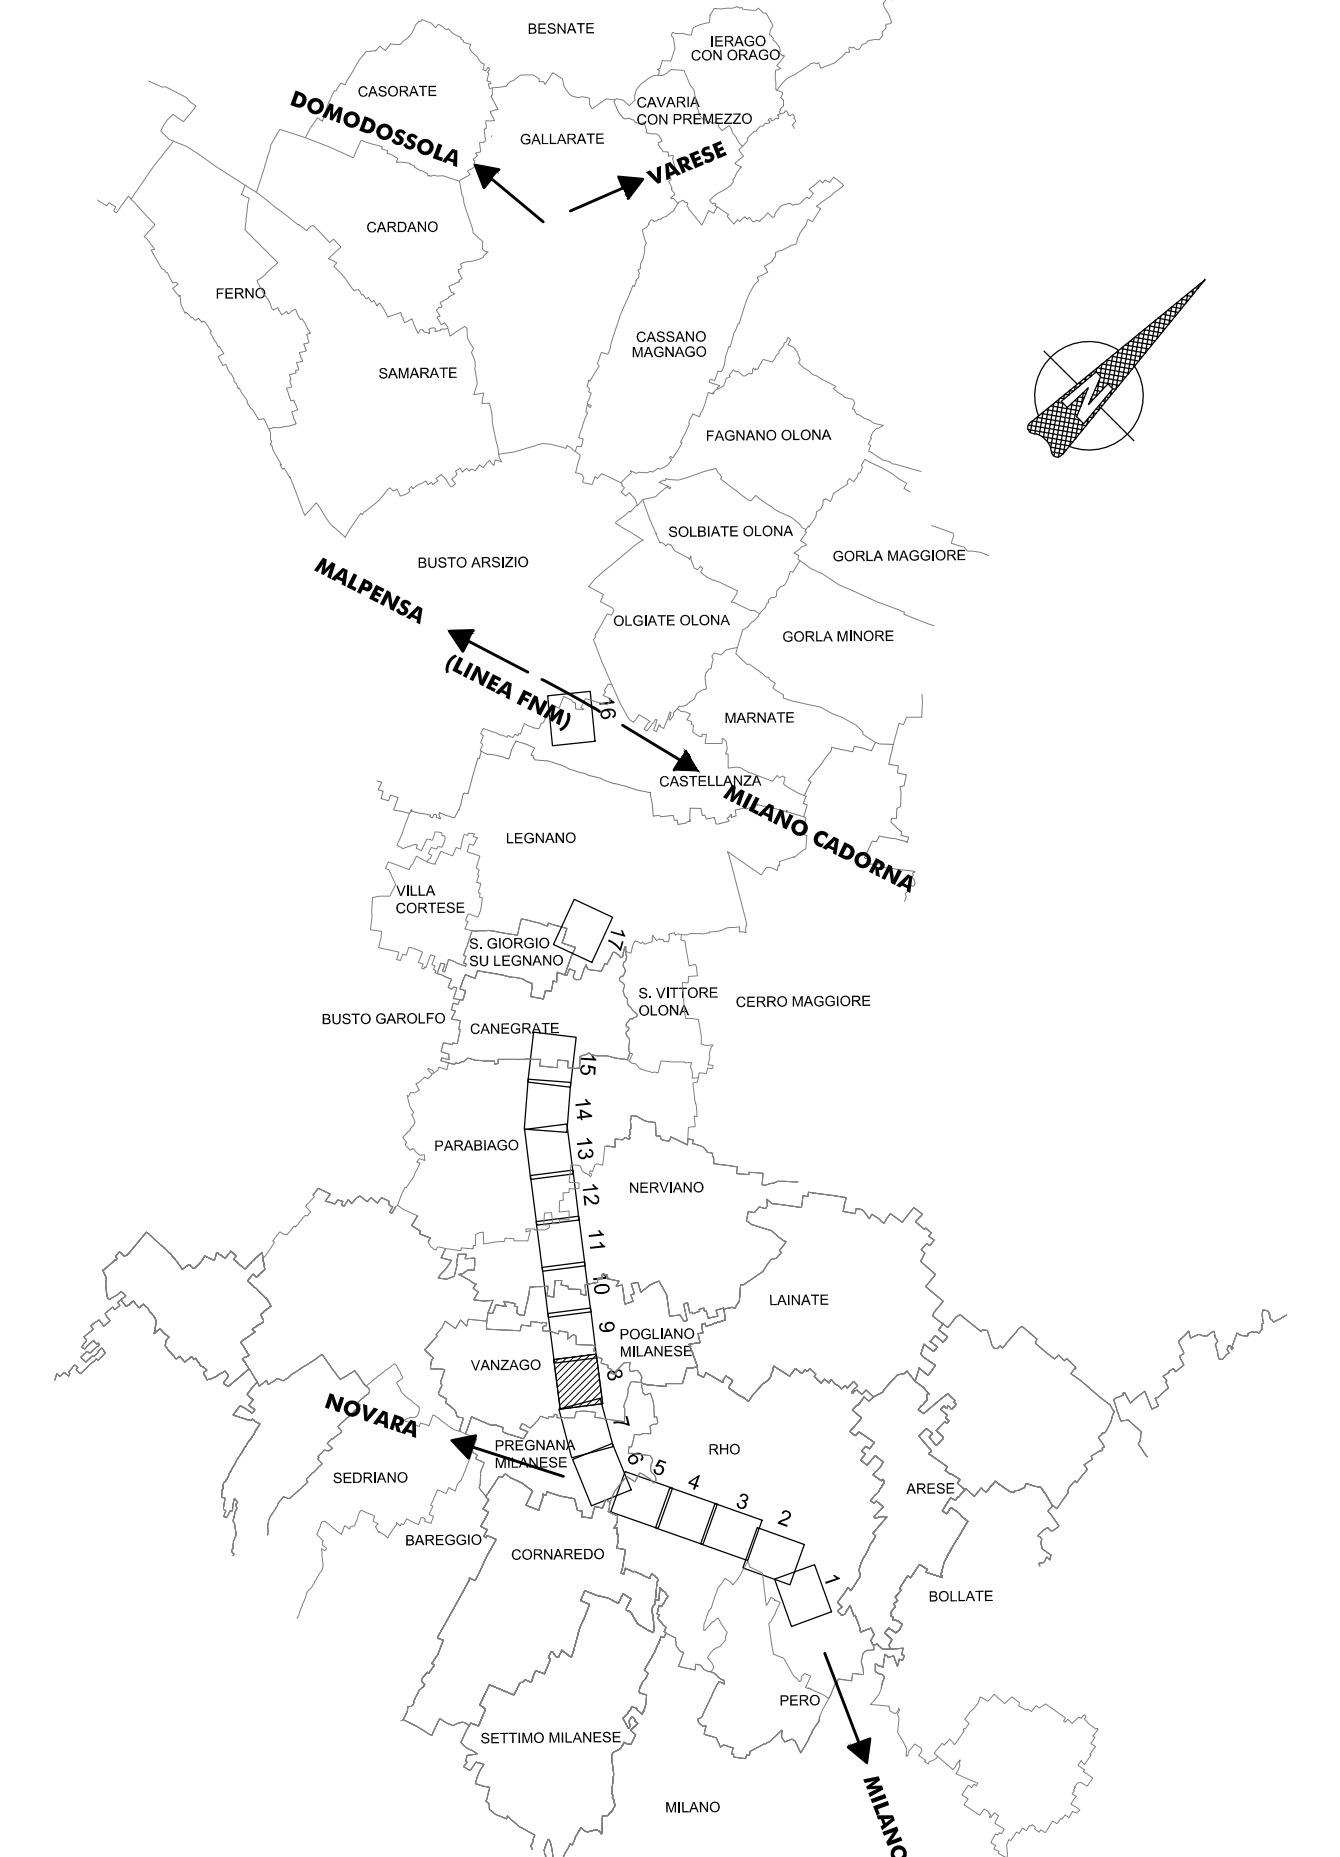 BESNATE
IERAGO
CON ORAGO
CASORATE
CAVARIA
CON PREMEZZO
DOMODOSSOLA
GALLARATE
VARESE
CARDANO
FERNO
CASSANO
MAGNAGO
SAMARATE
N
FAGNANO OLONA
SOLBIATE OLONA
GORLA MAGGIORE
BUSTO ARSIZIO
MALPENSA
OLGIATE OLONA
GORLA MINORE
(LINEA FNM)
16
MARNATE
CASTELLANZA
MILANO CADORNA
LEGNANO
VILLA
CORTESE
17
S. GIORGIO
SU LEGNANO
S. VITTORE
OLONA
CERRO MAGGIORE
BUSTO GAROLFO
CANEGRATE
15
14
PARABIAGO
13
NERVIANO
12
11
10
LAINATE
9
POGLIANO
MILANESE
VANZAGO
8
NOVARA
7
PREGNANA
MILANESE
RHO
6
5
4
3
2
1
SEDRIANO
ARESE
BAREGGIO
CORNAREDO
BOLLATE
PERO
SETTIMO MILANESE
MILANO
MILANO